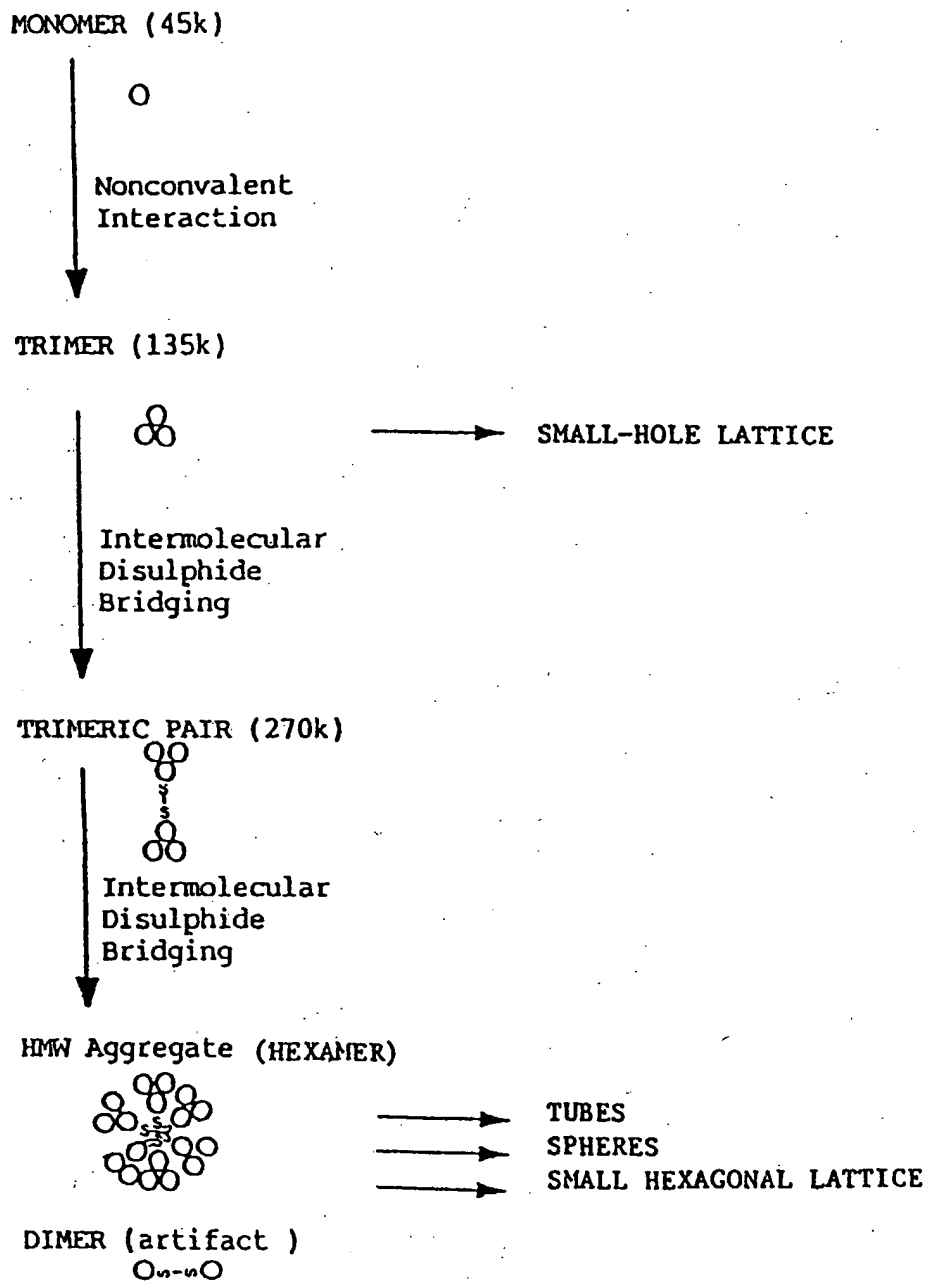 MONOMER (45k)
Nonconvalent
Interaction
TRIMER (135k)
SMALL-HOLE LATTICE
Intermolecular
Disulphide
Bridging
TRIMERIC PAIR (270k)
s-s
Intermolecular
Disulphide
Bridging
HMW Aggregate (HEXAMER)
TUBES
SPHERES
SMALL HEXAGONAL LATTICE
DIMER (artifact )
s-s